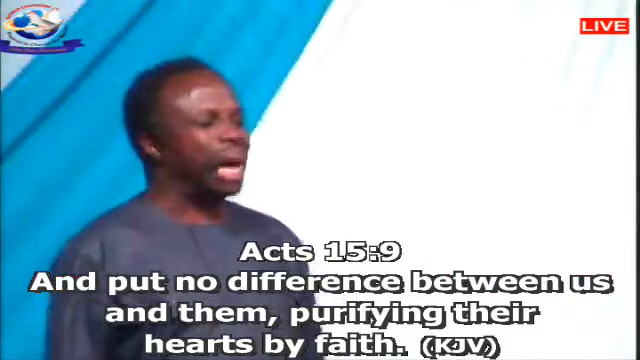 LIVE
Acts 15:9
And put no difference between us
and them, purifying their
hearts by faith. (KJV)